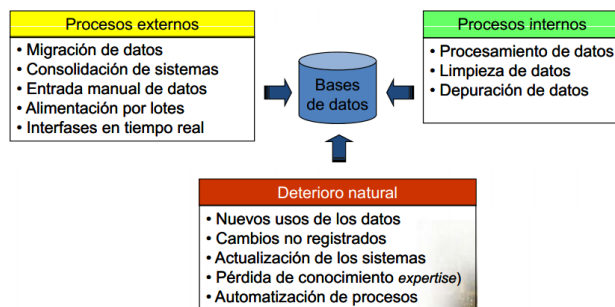 Procesos externos
• Migración de datos
• Consolidación de sistemas
• Entrada manual de datos
• Alimentación por lotes
• Interfases en tiempo real
Bases
de datos
Procesos internos
• Procesamiento de datos
• Limpieza de datos
• Depuración de datos
Deterioro natural
• Nuevos usos de los datos
• Cambios no registrados
• Actualización de los sistemas
• Pérdida de conocimiento expertise)
• Automatización de procesos